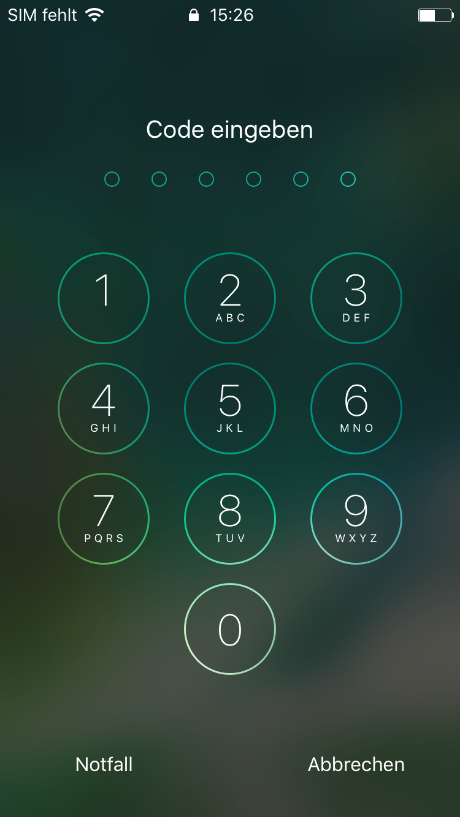 SIM fehlt 15:26
Code eingeben
1 2 3
ABC DEF
4 5 6
GHI JKL MNO
7 8 9
PQRS TUV WXYZ
0
Notfall Abbrechen